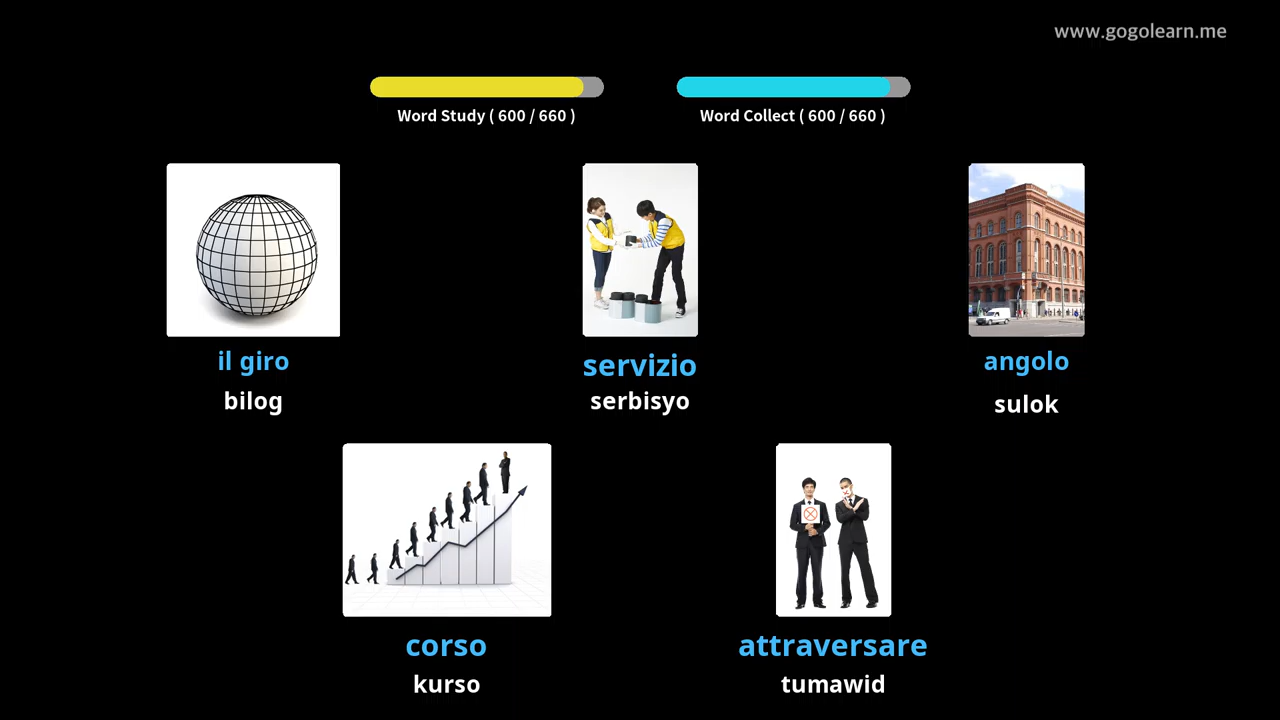 www.gogolearn.me
Word Study ( 600 / 660 )
Word Collect ( 600 / 660 )
il giro
bilog
servizio
serbisyo
angolo
sulok
corso
kurso
attraversare
tumawid